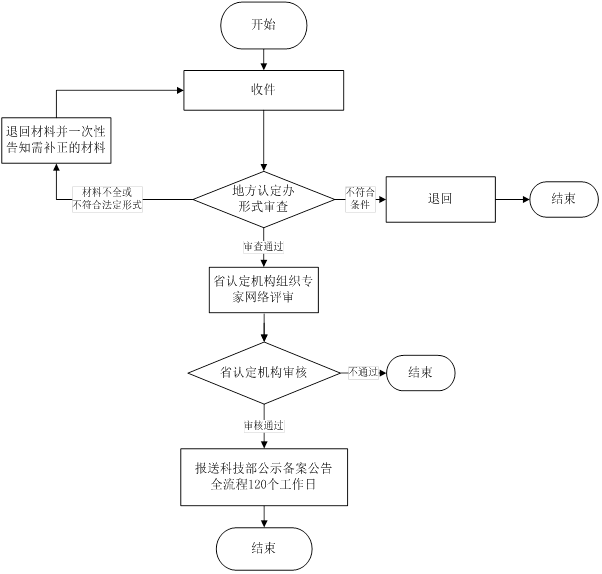 开始
收件
退回材料并一次性
告知需补正的材料
材料不全或
不符合法定形式
地方认定办
形式审查
不符合
条件
退回
结束
审查通过
省认定机构组织专
家网络评审
省认定机构审核
不通过
结束
审核通过
报送科技部公示备案公告
全流程120个工作日
结束